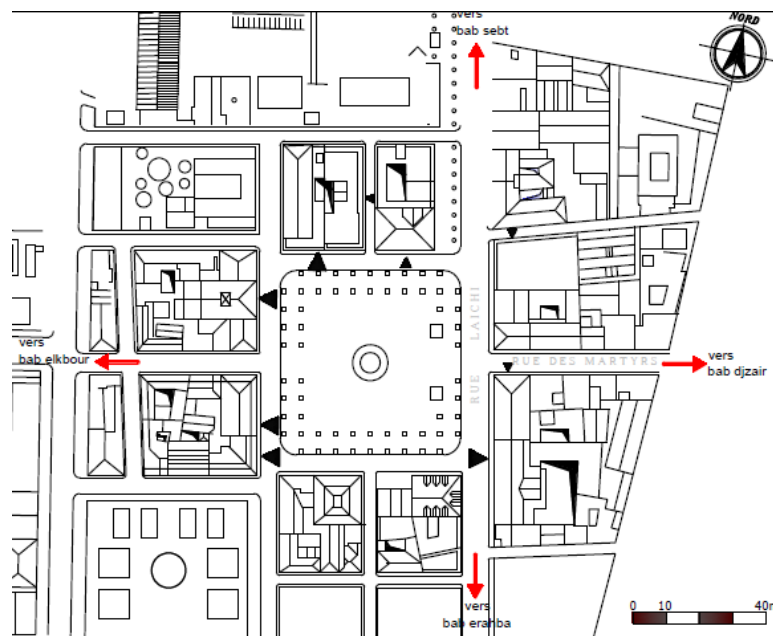 vers
bab sebt
NORD
RUE LAICHI
vers
bab elkbour
RUE DES MARTYRS
vers
bab djzair
vers
bab erahba
0 10 40m